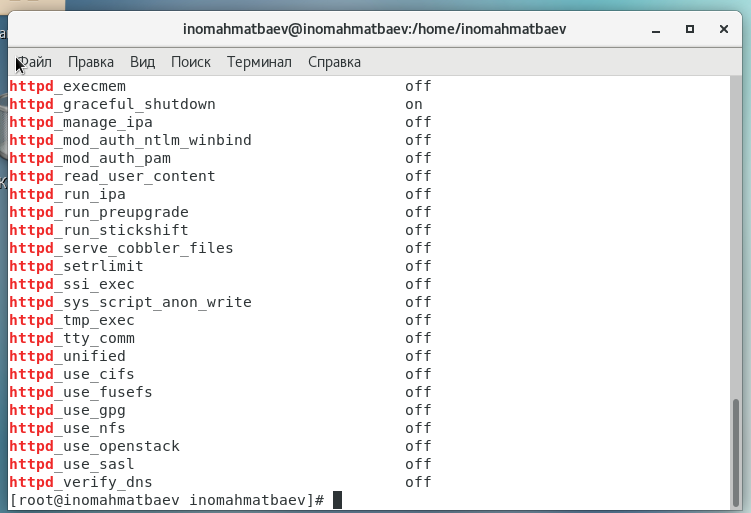 inomahmatbaev@inomahmatbaev:/home/inomahmatbaev
Файл Правка Вид Поиск Терминал Справка
httpd_execmem off
httpd_graceful_shutdown on
httpd_manage_ipa off
httpd_mod_auth_ntlm_winbind off
httpd_mod_auth_pam off
httpd_read_user_content off
httpd_run_ipa off
httpd_run_preupgrade off
httpd_run_stickshift off
httpd_serve_cobbler_files off
httpd_setrlimit off
httpd_ssi_exec off
httpd_sys_script_anon_write off
httpd_tmp_exec off
httpd_tty_comm off
httpd_unified off
httpd_use_cifs off
httpd_use_fusefs off
httpd_use_gpg off
httpd_use_nfs off
httpd_use_openstack off
httpd_use_sasl off
httpd_verify_dns off
[root@inomahmatbaev inomahmatbaev]#